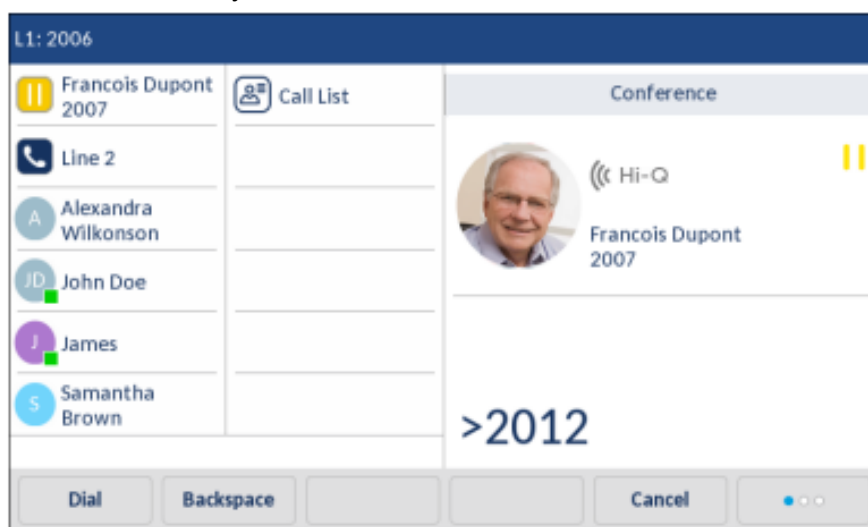 L1: 2006
Francois Dupont
2007
Line 2
A
Alexandra
Wilkonson
JD
John Doe
J
James
S
Samantha
Brown
Call List
Conference
Hi-Q
Francois Dupont
2007
>2012
Dial
Backspace
Cancel